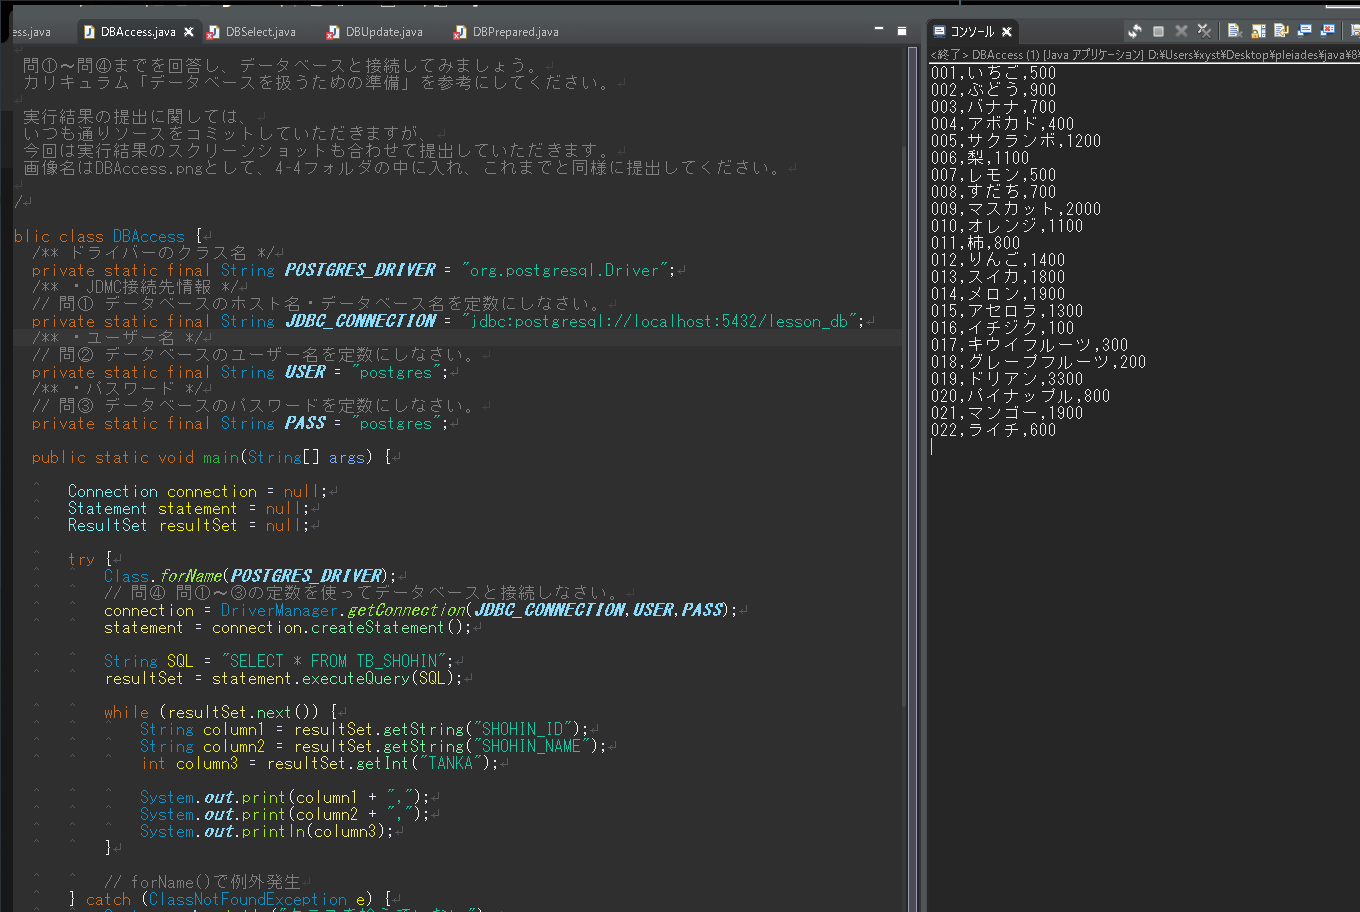 ess.java DBAccess.java DBSelect.java DBUpdate.java DBPrepared.java
問①～問④までを回答し、データベースと接続してみましょう。
カリキュラム「データベースを扱うための準備」を参考にしてください。
実行結果の提出に関しては、
いつも通りソースをコミットしていただきますが、
今回は実行結果のスクリーンショットも合わせて提出していただきます。
画像名はDBAccess.pngとして、4-4フォルダの中に入れ、これまでと同様に提出してください。
/
blic class DBAccess {
/** ドライバーのクラス名 */
private static final String POSTGRES_DRIVER = "org.postgresql.Driver";
/** ・JDMC接続先情報 */
// 問① データベースのホスト名・データベース名を定数にしなさい。
private static final String JDBC_CONNECTION = "jdbc:postgresql://localhost:5432/lesson_db";
/** ・ユーザー名 */
// 問② データベースのユーザー名を定数にしなさい。
private static final String USER = "postgres";
/** ・パスワード */
// 問③ データベースのパスワードを定数にしなさい。
private static final String PASS = "postgres";
public static void main(String[] args) {
Connection connection = null;
Statement statement = null;
ResultSet resultSet = null;
try {
Class.forName(POSTGRES_DRIVER);
// 問④ 問①～③の定数を使ってデータベースと接続しなさい。
connection = DriverManager.getConnection(JDBC_CONNECTION,USER,PASS);
statement = connection.createStatement();
String SQL = "SELECT * FROM TB_SHOHIN";
resultSet = statement.executeQuery(SQL);
while (resultSet.next()) {
String column1 = resultSet.getString("SHOHIN_ID");
String column2 = resultSet.getString("SHOHIN_NAME");
int column3 = resultSet.getInt("TANKA");
System.out.print(column1 + ",");
System.out.print(column2 + ",");
System.out.println(column3);
}
// forName()で例外発生
} catch (ClassNotFoundException e) {
コンソール
<終了> DBAccess (1) [Java アプリケーション] D:¥Users¥xyst¥Desktop¥pleiades¥java¥8¥
001,いちご,500
002,ぶどう,900
003,バナナ,700
004,アボカド,400
005,サクランボ,1200
006,梨,1100
007,レモン,500
008,すだち,700
009,マスカット,2000
010,オレンジ,1100
011,柿,800
012,りんご,1400
013,スイカ,1800
014,メロン,1900
015,アセロラ,1300
016,イチジク,100
017,キウイフルーツ,300
018,グレープフルーツ,200
019,ドリアン,3300
020,パイナップル,800
021,マンゴー,1900
022,ライチ,600